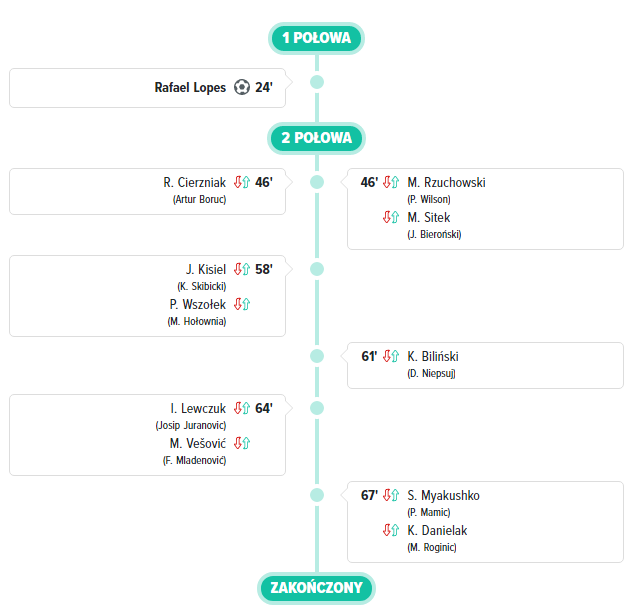 1 POŁOWA
Rafael Lopes 24'
2 POŁOWA
R. Cierzniak 46'
(Artur Boruc)
46' M. Rzuchowski
(P. Wilson)
M. Sitek
(J. Bieroński)
J. Kisiel 58'
(K. Skibicki)
P. Wszołek
(M. Hołownia)
61' K. Biliński
(D. Niepsuj)
I. Lewczuk 64'
(Josip Juranovic)
M. Vešović
(F. Mladenović)
67' S. Myakushko
(P. Mamic)
K. Danielak
(M. Roginic)
ZAKOŃCZONY